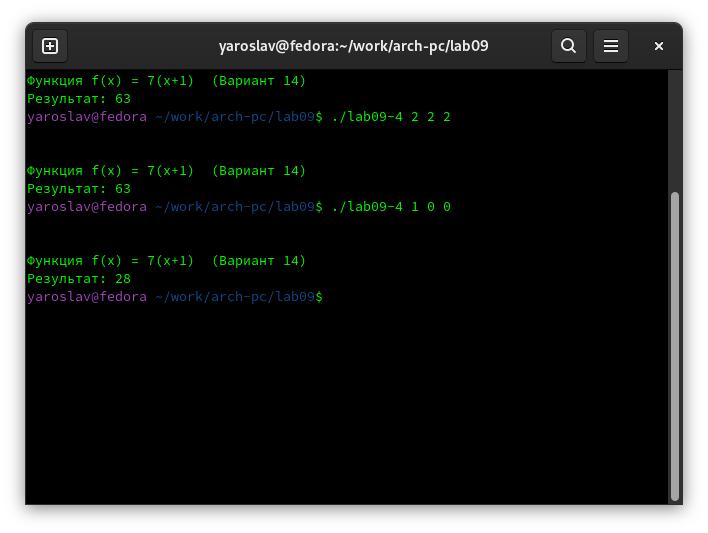 yaroslav@fedora:~/work/arch-pc/lab09
Функция f(x) = 7(x+1)  (Вариант 14)
Результат: 63
yaroslav@fedora ~/work/arch-pc/lab09$ ./lab09-4 2 2 2
Функция f(x) = 7(x+1)  (Вариант 14)
Результат: 63
yaroslav@fedora ~/work/arch-pc/lab09$ ./lab09-4 1 0 0
Функция f(x) = 7(x+1)  (Вариант 14)
Результат: 28
yaroslav@fedora ~/work/arch-pc/lab09$